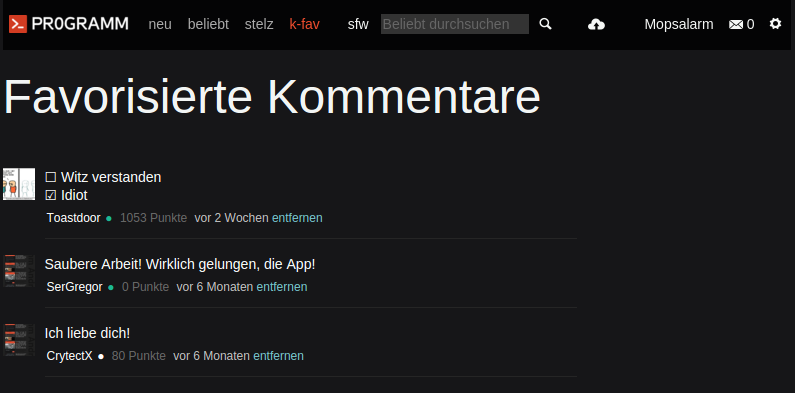 PR0GRAMM neu beliebt stelz k-fav sfw Beliebt durchsuchen Mopsalarm 0
Favorisierte Kommentare
☐ Witz verstanden
☑ Idiot
Toastdoor ● 1053 Punkte vor 2 Wochen entfernen
Saubere Arbeit! Wirklich gelungen, die App!
SerGregor ● 0 Punkte vor 6 Monaten entfernen
Ich liebe dich!
CrytectX ● 80 Punkte vor 6 Monaten entfernen